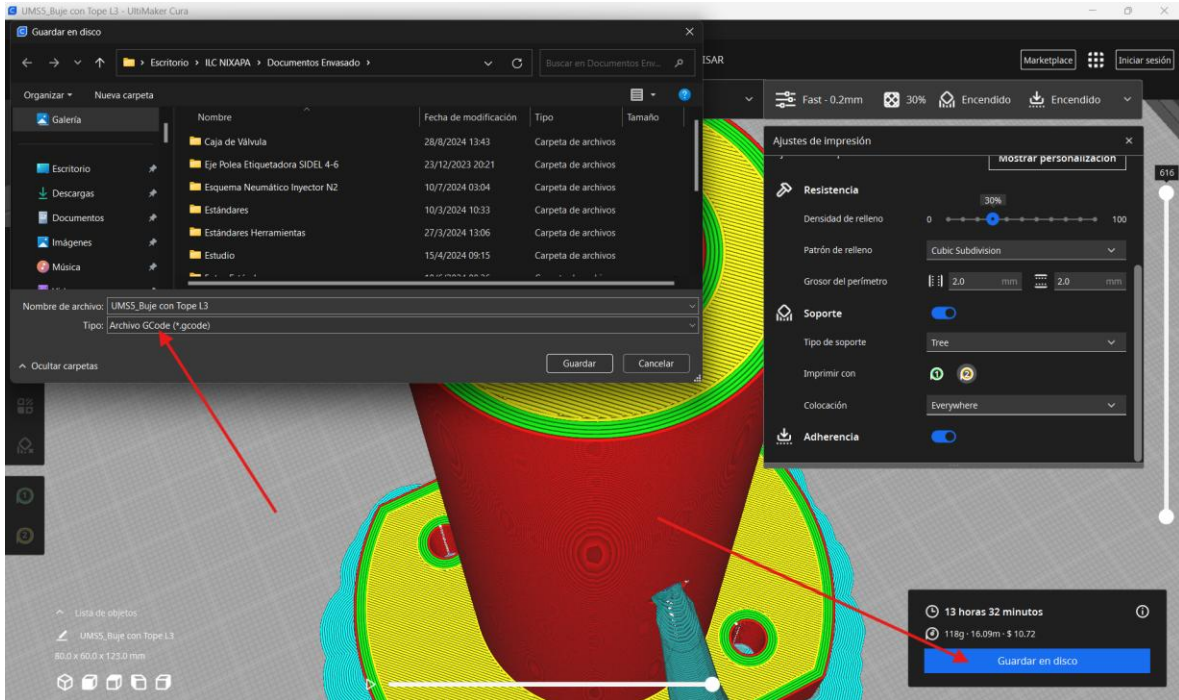 UMS5_Buje con Tope L3 - UltiMaker Cura
Guardar en disco
Escritorio > ILC NIXAPA > Documentos Envasado >
Buscar en Documentos Env...
ISAR
Marketplace
Iniciar sesión
Organizar
Nueva carpeta
Fast - 0.2mm
30%
Encendido
Encendido
Galería
Escritorio
Descargas
Documentos
Imágenes
Música
Nombre
Fecha de modificación
Tipo
Tamaño
Caja de Válvula
28/8/2024 13:43
Carpeta de archivos
Eje Polea Etiquetadora SIDEL 4-6
23/12/2023 20:21
Carpeta de archivos
Esquema Neumático Inyector N2
10/7/2024 03:04
Carpeta de archivos
Estándares
10/3/2024 10:33
Carpeta de archivos
Estándares Herramientas
27/3/2024 13:06
Carpeta de archivos
Estudio
15/4/2024 09:15
Carpeta de archivos
Nombre de archivo:
UMS5_Buje con Tope L3
Tipo:
Archivo GCode (*.gcode)
Ocultar carpetas
Guardar
Cancelar
Ajustes de impresión
Mostrar personalización
616
Resistencia
30%
Densidad de relleno
0
100
Patrón de relleno
Cubic Subdivision
Grosor del perímetro
2.0 mm
2.0 mm
Soporte
Tipo de soporte
Tree
Imprimir con
1
2
Colocación
Everywhere
Adherencia
1
2
Lista de objetos
UMS5_Buje con Tope L3
80.0 x 60.0 x 123.0 mm
13 horas 32 minutos
118g · 16.09m · $ 10.72
Guardar en disco